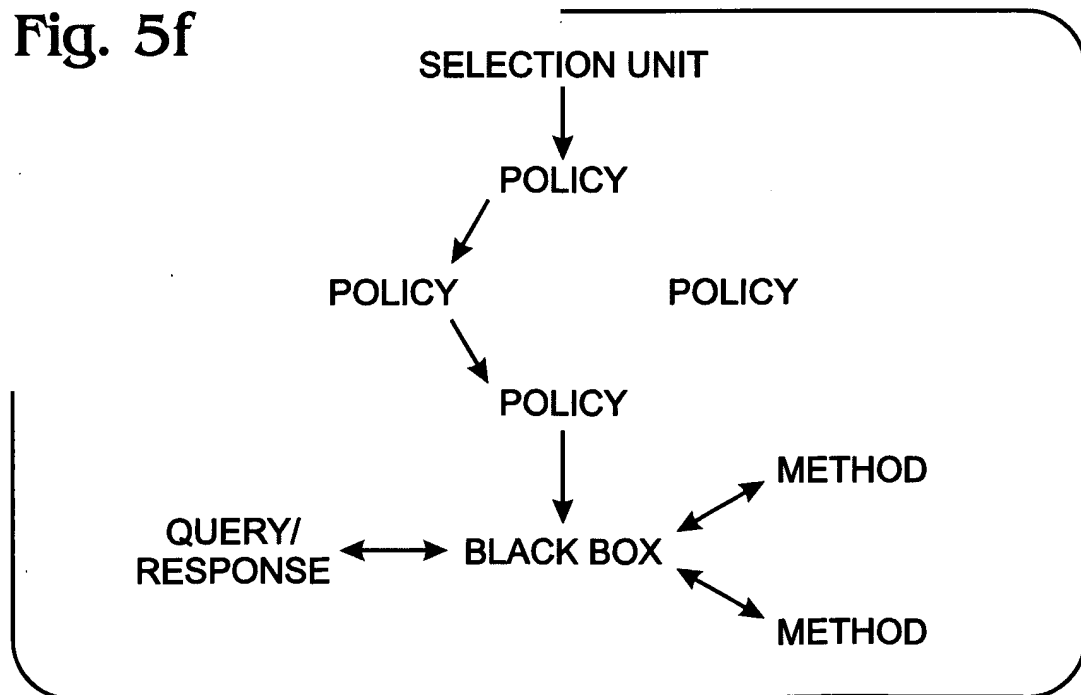 Fig. 5f
SELECTION UNIT
POLICY
POLICY
POLICY
POLICY
METHOD
QUERY/
RESPONSE
BLACK BOX
METHOD